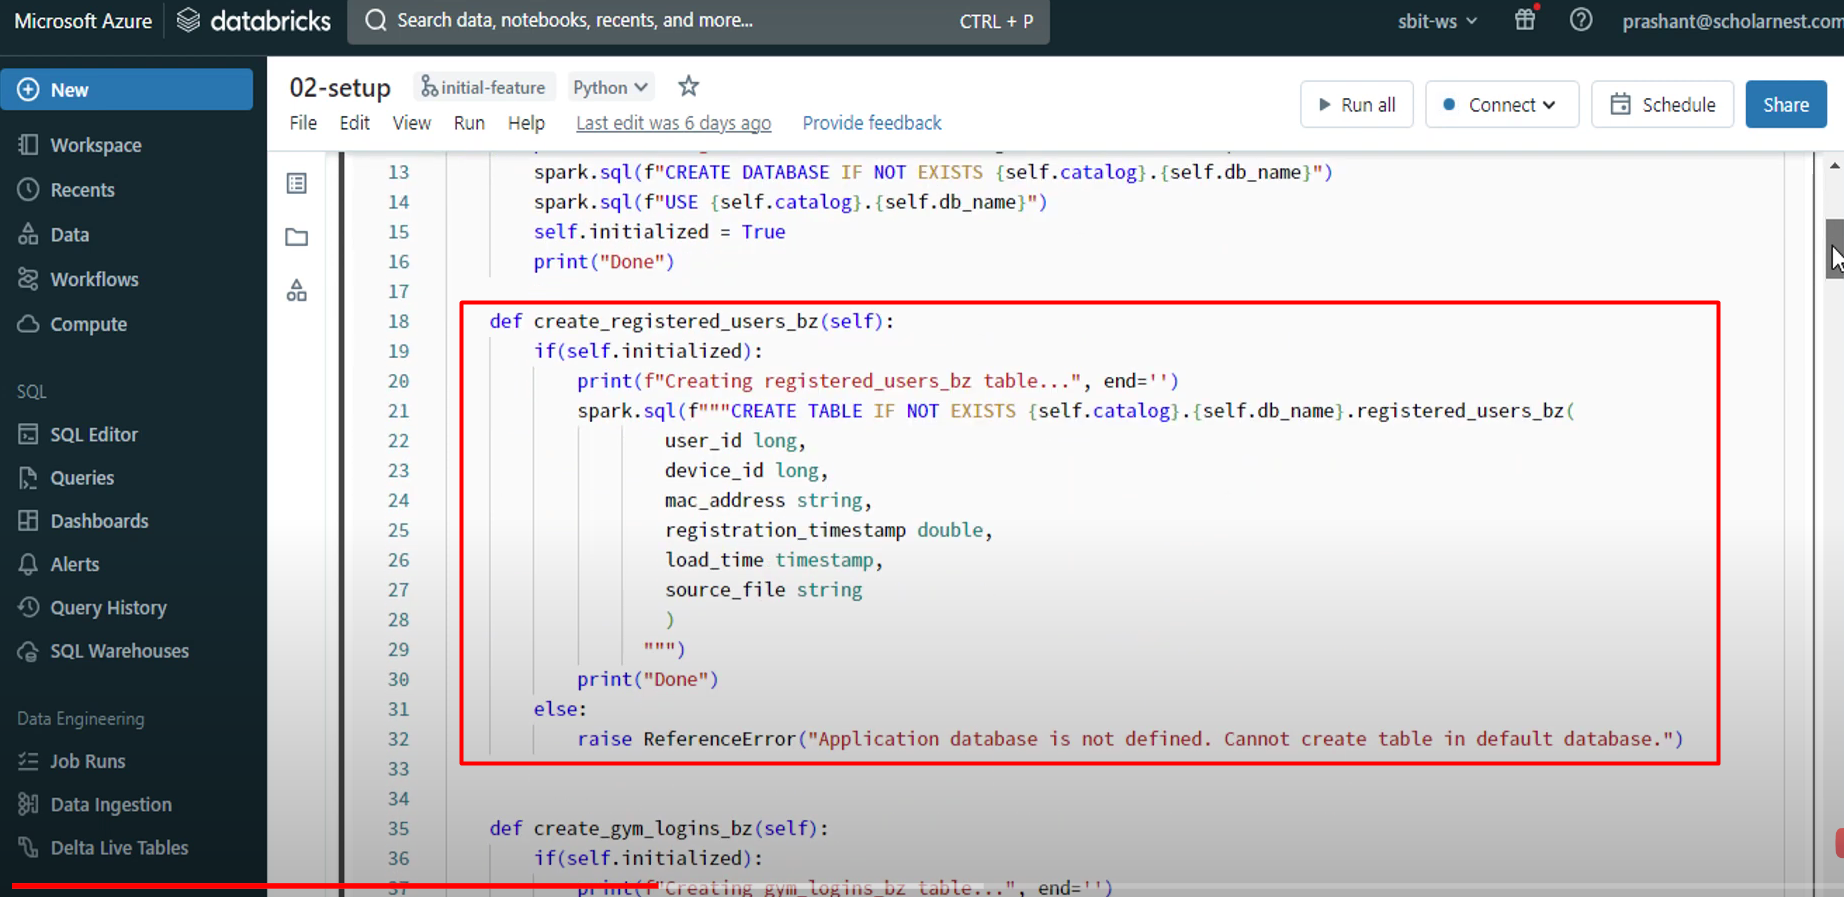 Microsoft Azure databricks Search data, notebooks, recents, and more... CTRL + P sbit-ws prashant@scholarnest.com
New
Workspace
Recents
Data
Workflows
Compute
SQL
SQL Editor
Queries
Dashboards
Alerts
Query History
SQL Warehouses
Data Engineering
Job Runs
Data Ingestion
Delta Live Tables
02-setup initial-feature Python
File Edit View Run Help Last edit was 6 days ago Provide feedback
Run all Connect Schedule Share
13 spark.sql(f"CREATE DATABASE IF NOT EXISTS {self.catalog}.{self.db_name}")
14 spark.sql(f"USE {self.catalog}.{self.db_name}")
15 self.initialized = True
16 print("Done")
17
18 def create_registered_users_bz(self):
19 if(self.initialized):
20 print(f"Creating registered_users_bz table...", end='')
21 spark.sql(f"""CREATE TABLE IF NOT EXISTS {self.catalog}.{self.db_name}.registered_users_bz(
22 user_id long,
23 device_id long,
24 mac_address string,
25 registration_timestamp double,
26 load_time timestamp,
27 source_file string
28 )
29 """)
30 print("Done")
31 else:
32 raise ReferenceError("Application database is not defined. Cannot create table in default database.")
33
34
35 def create_gym_logins_bz(self):
36 if(self.initialized):
37 print(f"Creating gym_logins_bz table...", end='')